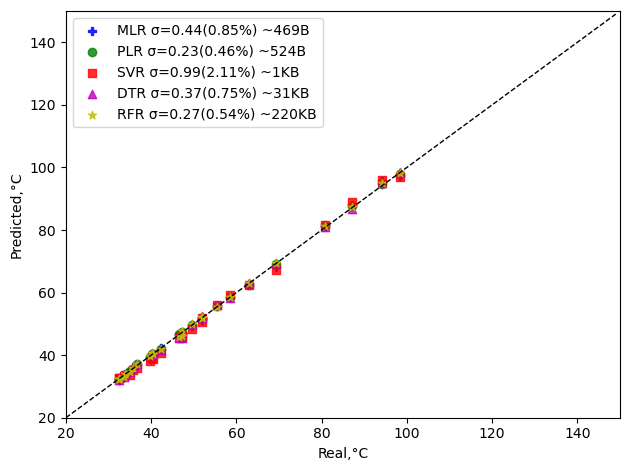 MLR σ=0.44(0.85%) ~469B
PLR σ=0.23(0.46%) ~524B
SVR σ=0.99(2.11%) ~1KB
DTR σ=0.37(0.75%) ~31KB
RFR σ=0.27(0.54%) ~220KB
140
120
100
80
60
40
20
Predicted,°C
20 40 60 80 100 120 140
Real,°C